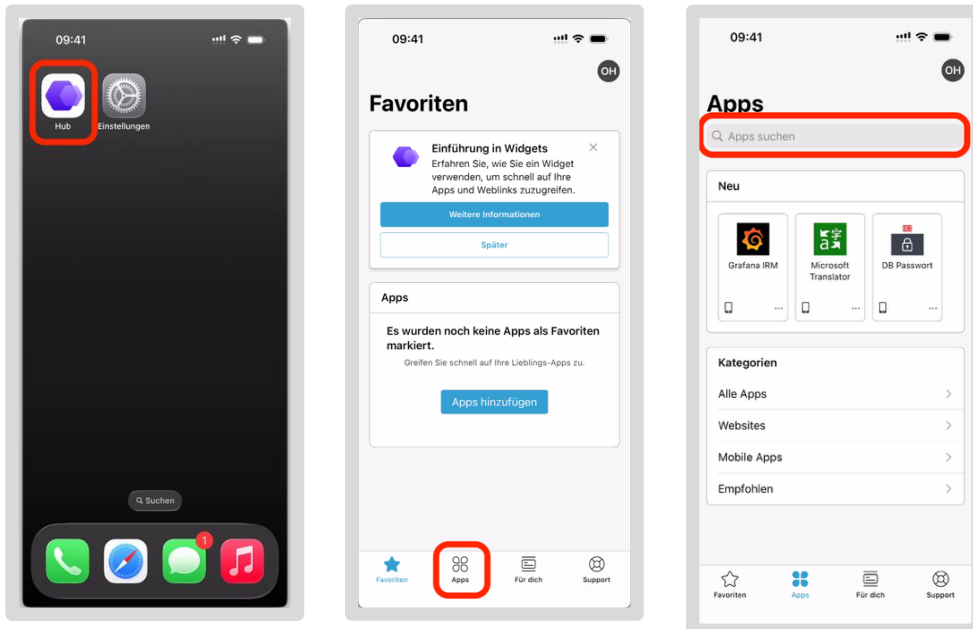 09:41
Hub
Einstellungen
Suchen
1
09:41
OH
Favoriten
Einführung in Widgets
Erfahren Sie, wie Sie ein Widget
verwenden, um schnell auf Ihre
Apps und Weblinks zuzugreifen.
Weitere Informationen
Später
Apps
Es wurden noch keine Apps als Favoriten
markiert.
Greifen Sie schnell auf Ihre Lieblings-Apps zu.
Apps hinzufügen
Favoriten
Apps
Für dich
Support
09:41
OH
Apps
Apps suchen
Neu
字
a
DB
Grafana IRM
Microsoft
Translator
DB Passwort
Kategorien
Alle Apps
Websites
Mobile Apps
Empfohlen
Favoriten
Apps
Für dich
Support